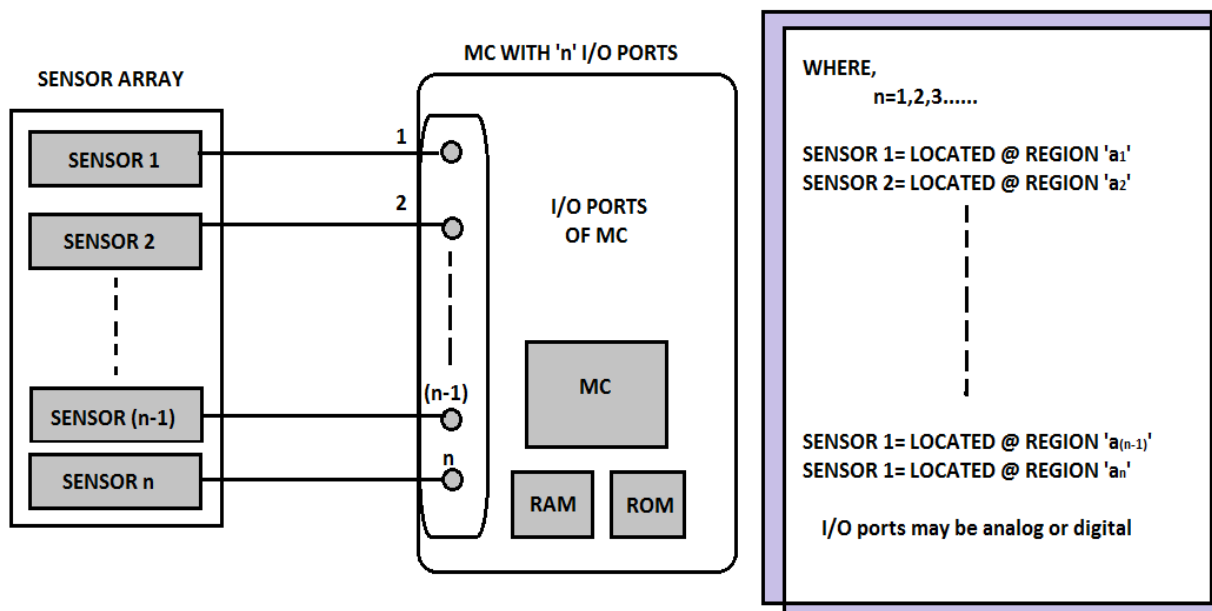 SENSOR ARRAY
SENSOR 1
SENSOR 2
SENSOR (n-1)
SENSOR n
MC WITH 'n' I/O PORTS
1
2
(n-1)
n
I/O PORTS
OF MC
MC
RAM
ROM
WHERE,
n=1,2,3......
SENSOR 1= LOCATED @ REGION 'a₁'
SENSOR 2= LOCATED @ REGION 'a₂'
SENSOR 1= LOCATED @ REGION 'a₍ₙ₋₁₎'
SENSOR 1= LOCATED @ REGION 'aₙ'
I/O ports may be analog or digital